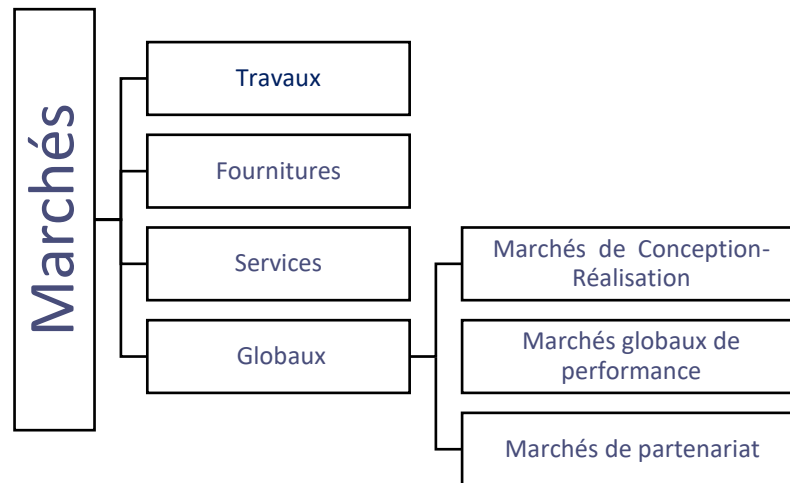 Marchés
Travaux
Fournitures
Services
Globaux
Marchés de Conception-
Réalisation
Marchés globaux de
performance
Marchés de partenariat